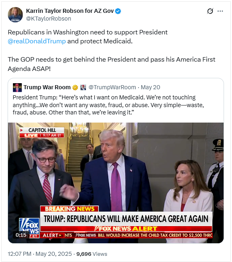 Karrin Taylor Robson for AZ Gov
@KTaylorRobson
Republicans in Washington need to support President
@realDonaldTrump and protect Medicaid.
The GOP needs to get behind the President and pass his America First
Agenda ASAP!
Trump War Room @TrumpWarRoom · May 20
President Trump: "Here's what I want on Medicaid. We're not touching
anything...We don't want any waste, fraud, or abuse. Very simple—waste,
fraud, abuse. Other than that, we're leaving it."
CAPITOL HILL
BREAKING NEWS
TRUMP: REPUBLICANS WILL MAKE AMERICA GREAT AGAIN
FOX NEWS ALERT
FOX
NEWS
0:15
ALERT
BILL WOULD INCREASE THE CHILD TAX CREDIT TO $2,500
12:07 PM · May 20, 2025 · 9,696 Views